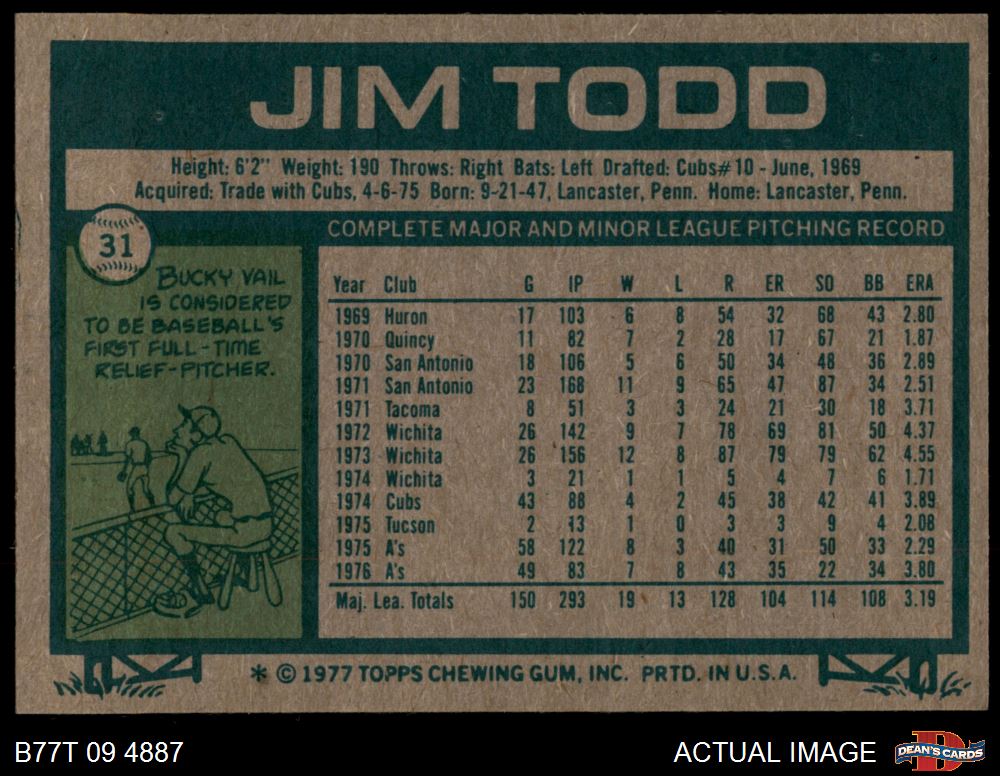 JIM TODD
Height: 6'2" Weight: 190 Throws: Right Bats: Left Drafted: Cubs#10 - June, 1969
Acquired: Trade with Cubs, 4-6-75 Born: 9-21-47, Lancaster, Penn. Home: Lancaster, Penn.
31
BUCKY VAIL
IS CONSIDERED
TO BE BASEBALL'S
FIRST FULL-TIME
RELIEF-PITCHER.
COMPLETE MAJOR AND MINOR LEAGUE PITCHING RECORD
Year Club G IP W L R ER SO BB ERA
1969 Huron 17 103 6 8 54 32 68 43 2.80
1970 Quincy 11 82 7 2 28 17 67 21 1.87
1970 San Antonio 18 106 5 6 50 34 48 36 2.89
1971 San Antonio 23 168 11 9 65 47 87 34 2.51
1971 Tacoma 8 51 3 3 24 21 30 18 3.71
1972 Wichita 26 142 9 7 78 69 81 50 4.37
1973 Wichita 26 156 12 8 87 79 79 62 4.55
1974 Wichita 3 21 1 1 5 4 7 6 1.71
1974 Cubs 43 88 4 2 45 38 42 41 3.89
1975 Tucson 2 13 1 0 3 3 9 4 2.08
1975 A's 58 122 8 3 40 31 50 33 2.29
1976 A's 49 83 7 8 43 35 22 34 3.80
Maj. Lea. Totals 150 293 19 13 128 104 114 108 3.19
* © 1977 TOPPS CHEWING GUM, INC. PRTD. IN U.S.A.
B77T 09 4887
ACTUAL IMAGE
DEAN'S CARDS